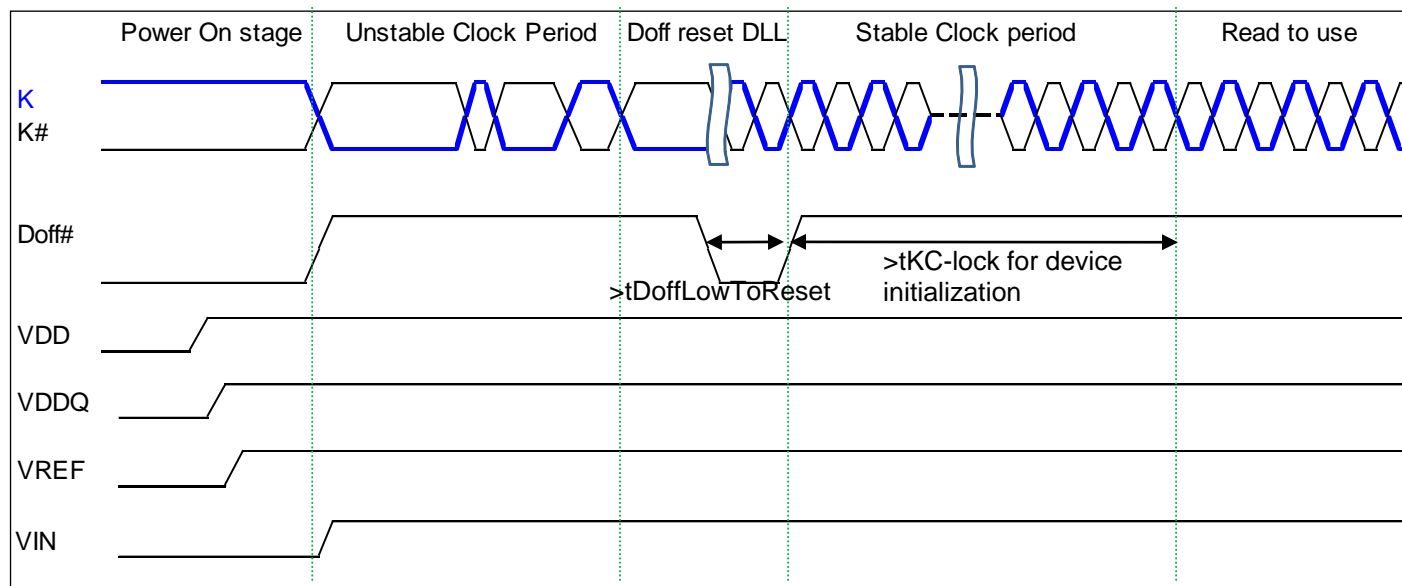 Power On stage
Unstable Clock Period
Doff reset DLL
Stable Clock period
Read to use
K
K#
Doff#
>tDoffLowToReset
>tKC-lock for device
initialization
VDD
VDDQ
VREF
VIN